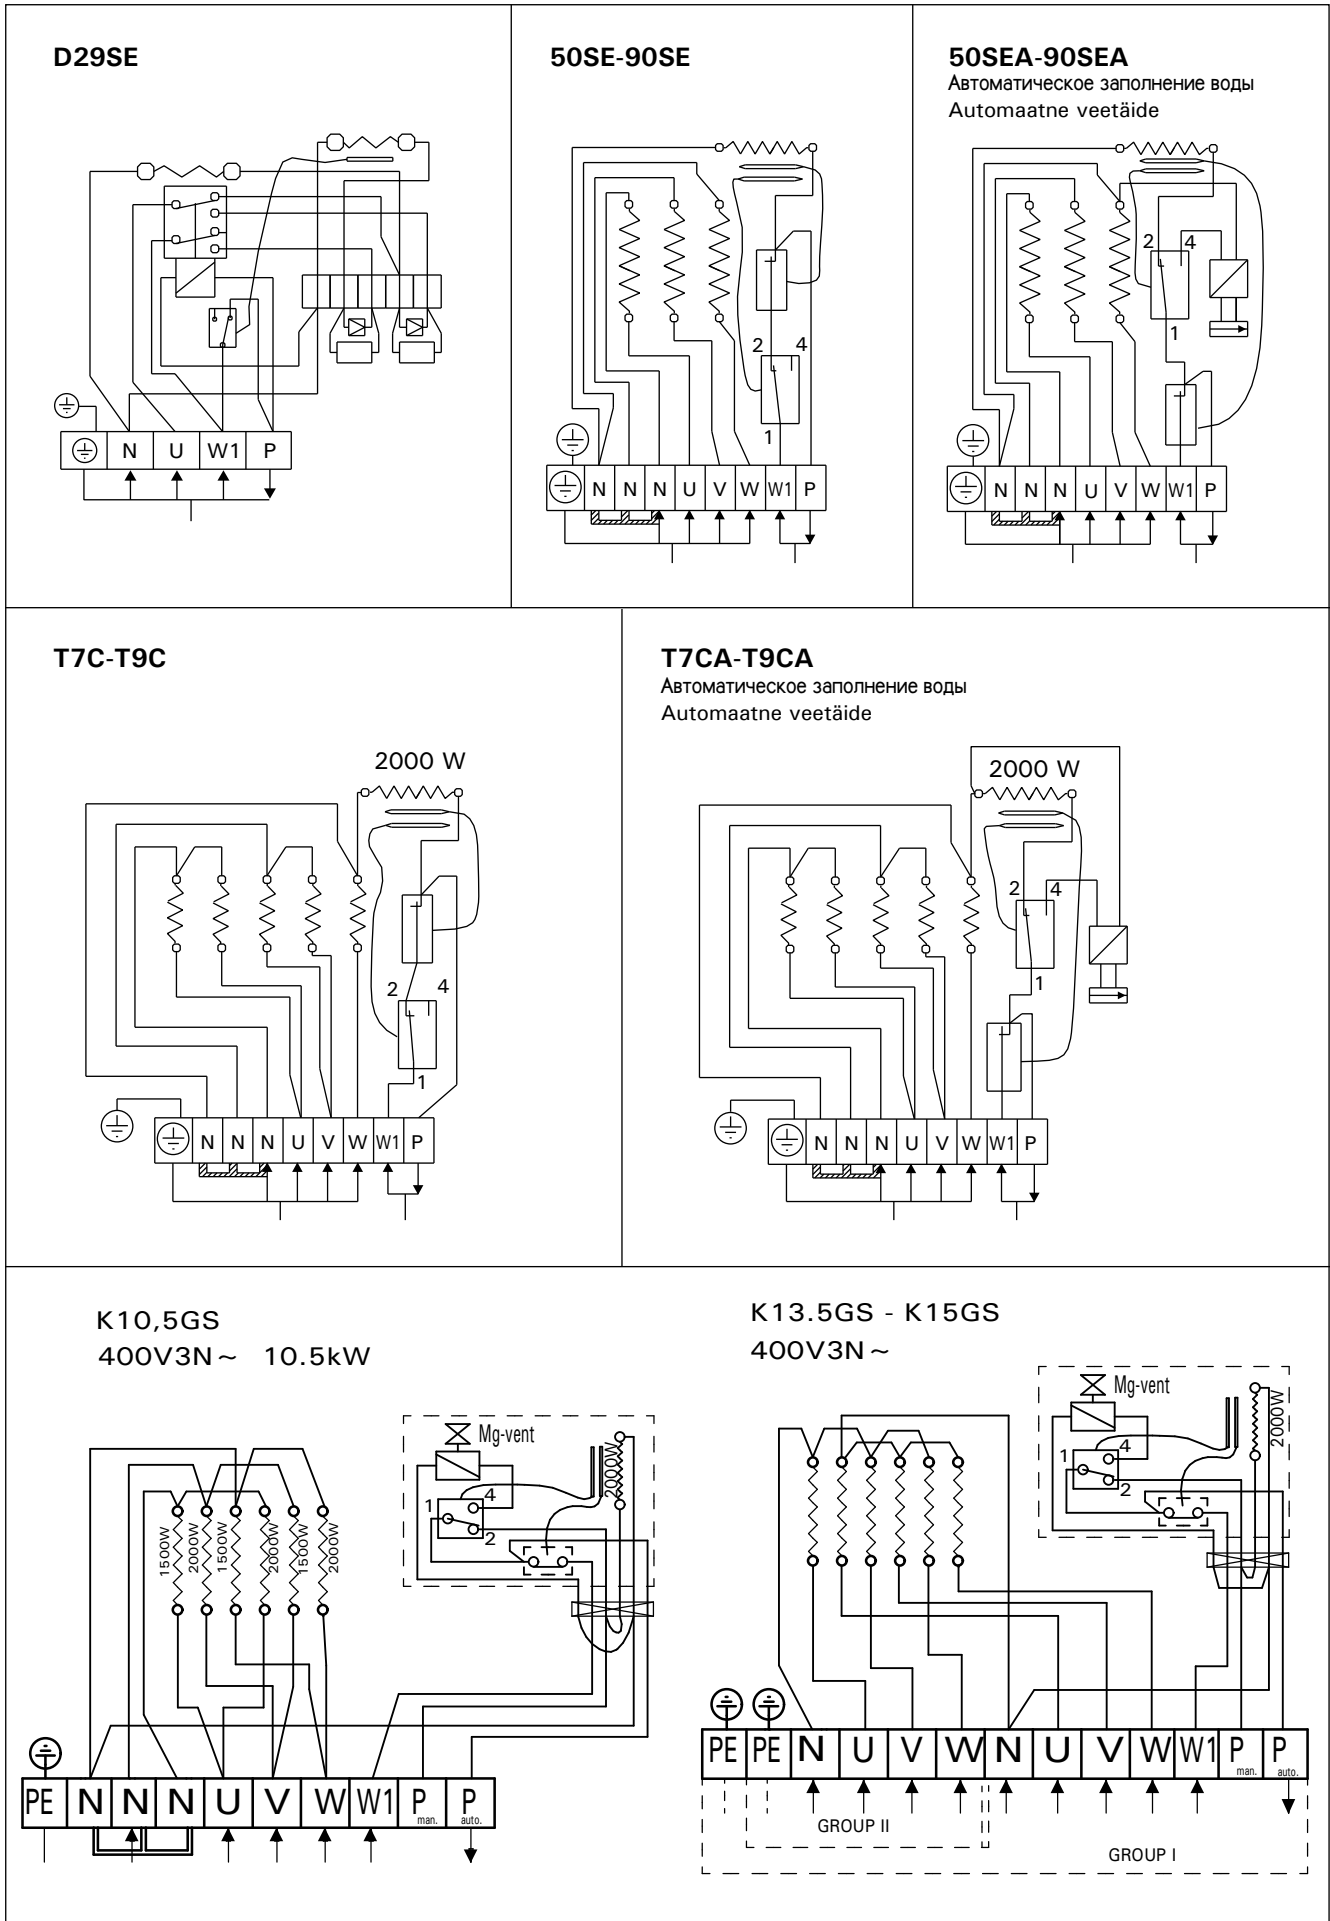 D29SE
N U W1 P
50SE-90SE
2 4
1
N N N U V W W1 P
50SEA-90SEA
Автоматическое заполнение воды
Automaatne veetäide
2 4
1
N N N U V W W1 P
T7C-T9C
2000 W
2 4
1
N N N U V W W1 P
T7CA-T9CA
Автоматическое заполнение воды
Automaatne veetäide
2000 W
2 4
1
N N N U V W W1 P
K10,5GS
400V3N~ 10.5kW
Mg-vent
2000W
1 4
2
1500W 2000W 1500W 2000W 1500W 2000W
PE N N N U V W W1 P P
man. auto.
K13.5GS - K15GS
400V3N~
Mg-vent
2000W
1 4
2
PE PE N U V W N U V W W1 P P
man. auto.
GROUP II
GROUP I